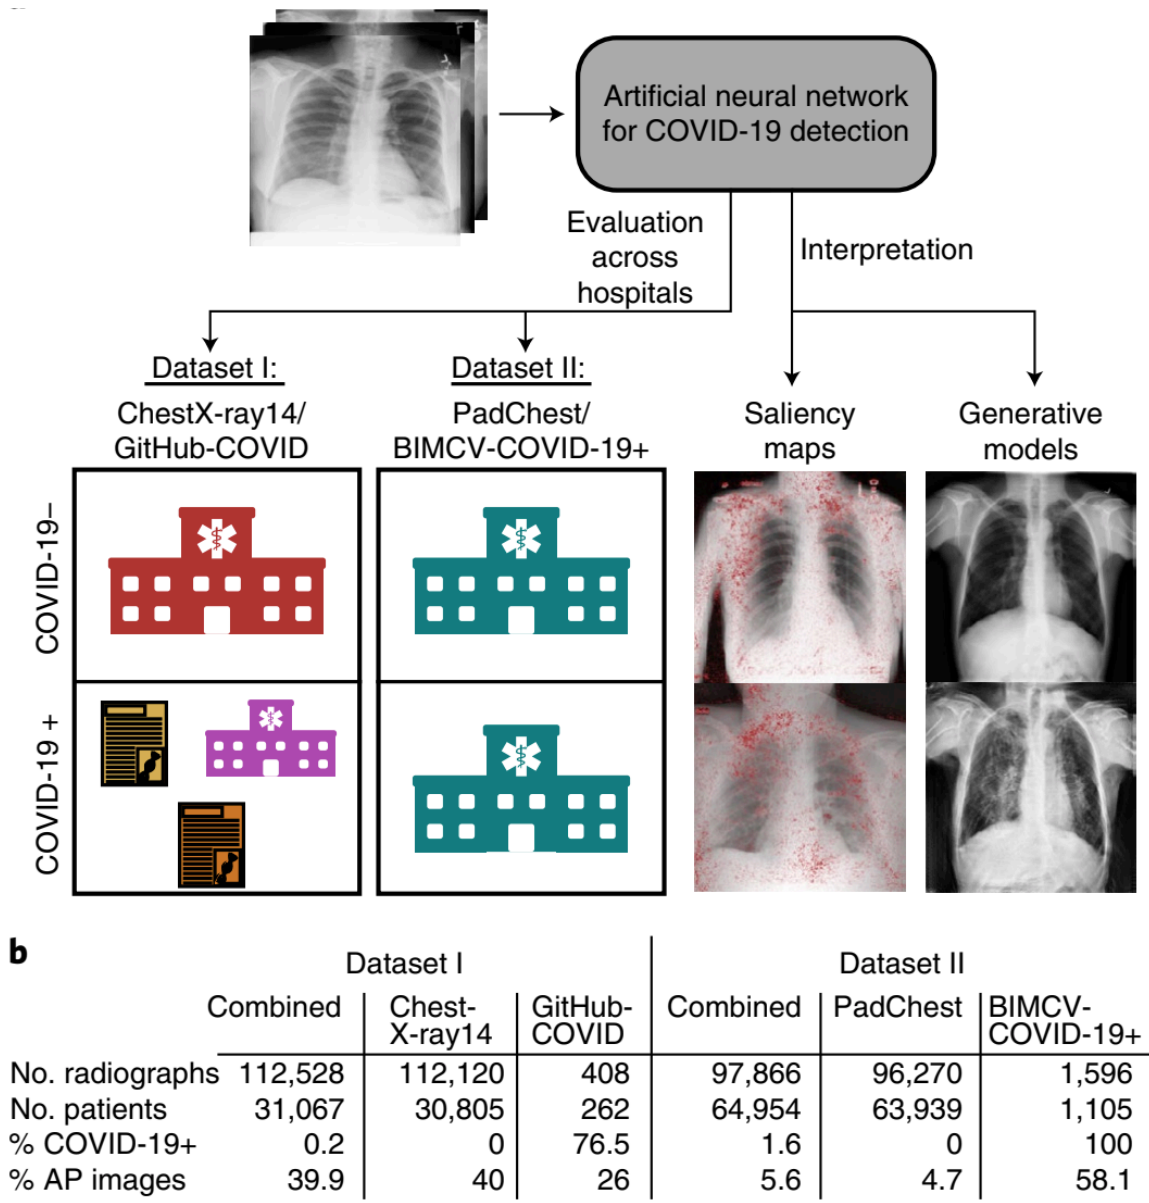 Artificial neural network
for COVID-19 detection
Evaluation
across
hospitals
Interpretation
Dataset I:
ChestX-ray14/
GitHub-COVID
Dataset II:
PadChest/
BIMCV-COVID-19+
Saliency
maps
Generative
models
COVID-19–
COVID-19 +
b
Dataset I Dataset II
Combined Chest-X-ray14 GitHub-COVID Combined PadChest BIMCV-COVID-19+
No. radiographs 112,528 112,120 408 97,866 96,270 1,596
No. patients 31,067 30,805 262 64,954 63,939 1,105
% COVID-19+ 0.2 0 76.5 1.6 0 100
% AP images 39.9 40 26 5.6 4.7 58.1